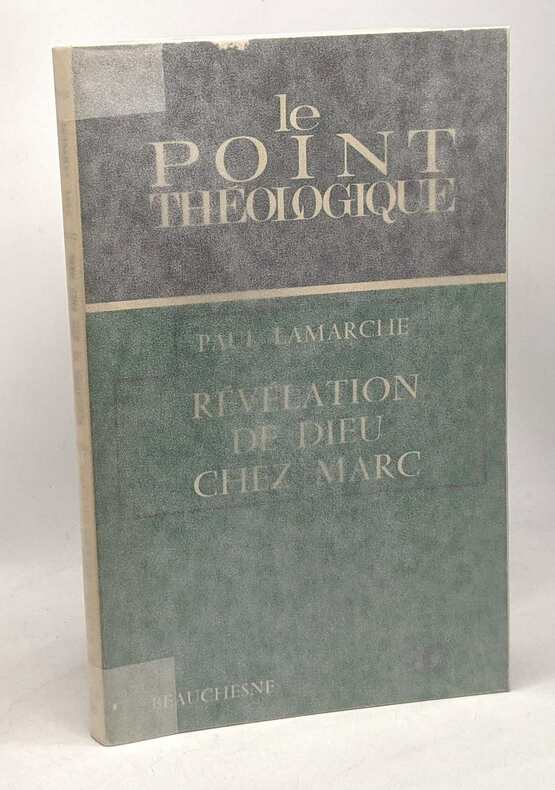 le
POINT
THÉOLOGIQUE
PAUL LAMARCHE
RÉVÉLATION
DE DIEU
CHEZ MARC
BEAUCHESNE